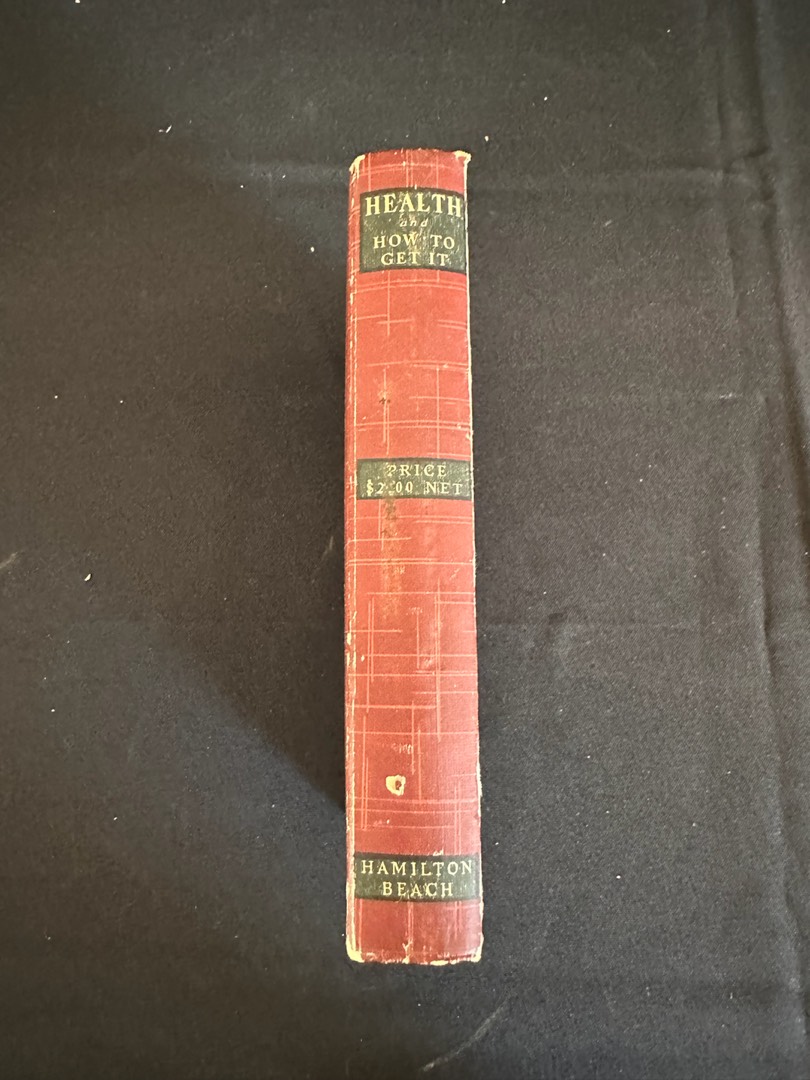 HEALTH
and
HOW TO
GET IT
PRICE
$2.00 NET
HAMILTON
BEACH